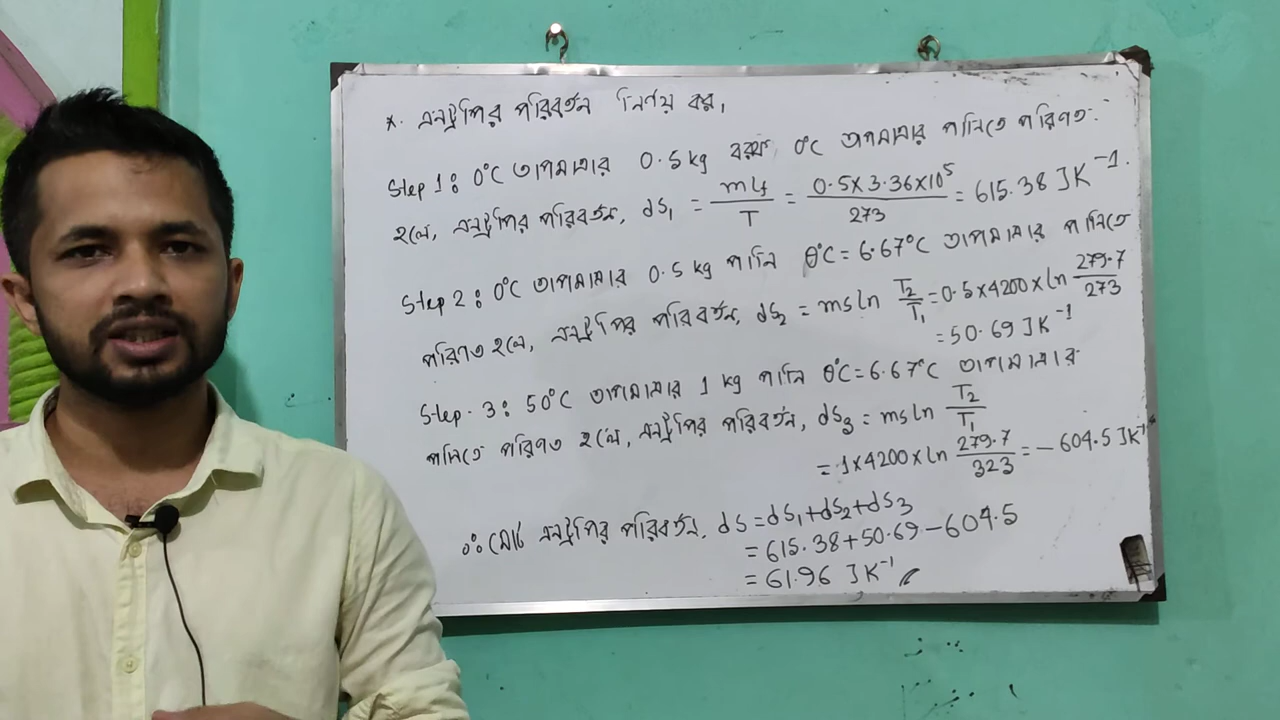 *. এনট্রপির পরিবর্তন নির্ণয় কর,
Step 1: 0°C তাপমাত্রার 0.5 kg বরফ 0°C তাপমাত্রার পানিতে পরিণত
হলে, এনট্রপির পরিবর্তন, dS₁ = mLf/T = 0.5×3.36×10⁵/273 = 615.38 JK⁻¹.
Step 2: 0°C তাপমাত্রার 0.5 kg পানি θ°C = 6.67°C তাপমাত্রার পানিতে
পরিণত হলে, এনট্রপির পরিবর্তন, dS₂ = ms ln T₂/T₁ = 0.5×4200×ln 279.7/273
= 50.69 JK⁻¹
Step-3: 50°C তাপমাত্রার 1 kg পানি θ°C = 6.67°C তাপমাত্রার
পানিতে পরিণত হলে, এনট্রপির পরিবর্তন, dS₃ = ms ln T₂/T₁
= 1×4200×ln 279.7/323 = -604.5 JK⁻¹
∴ মোট এনট্রপির পরিবর্তন, dS = dS₁+dS₂+dS₃
= 615.38+50.69-604.5
= 61.96 JK⁻¹